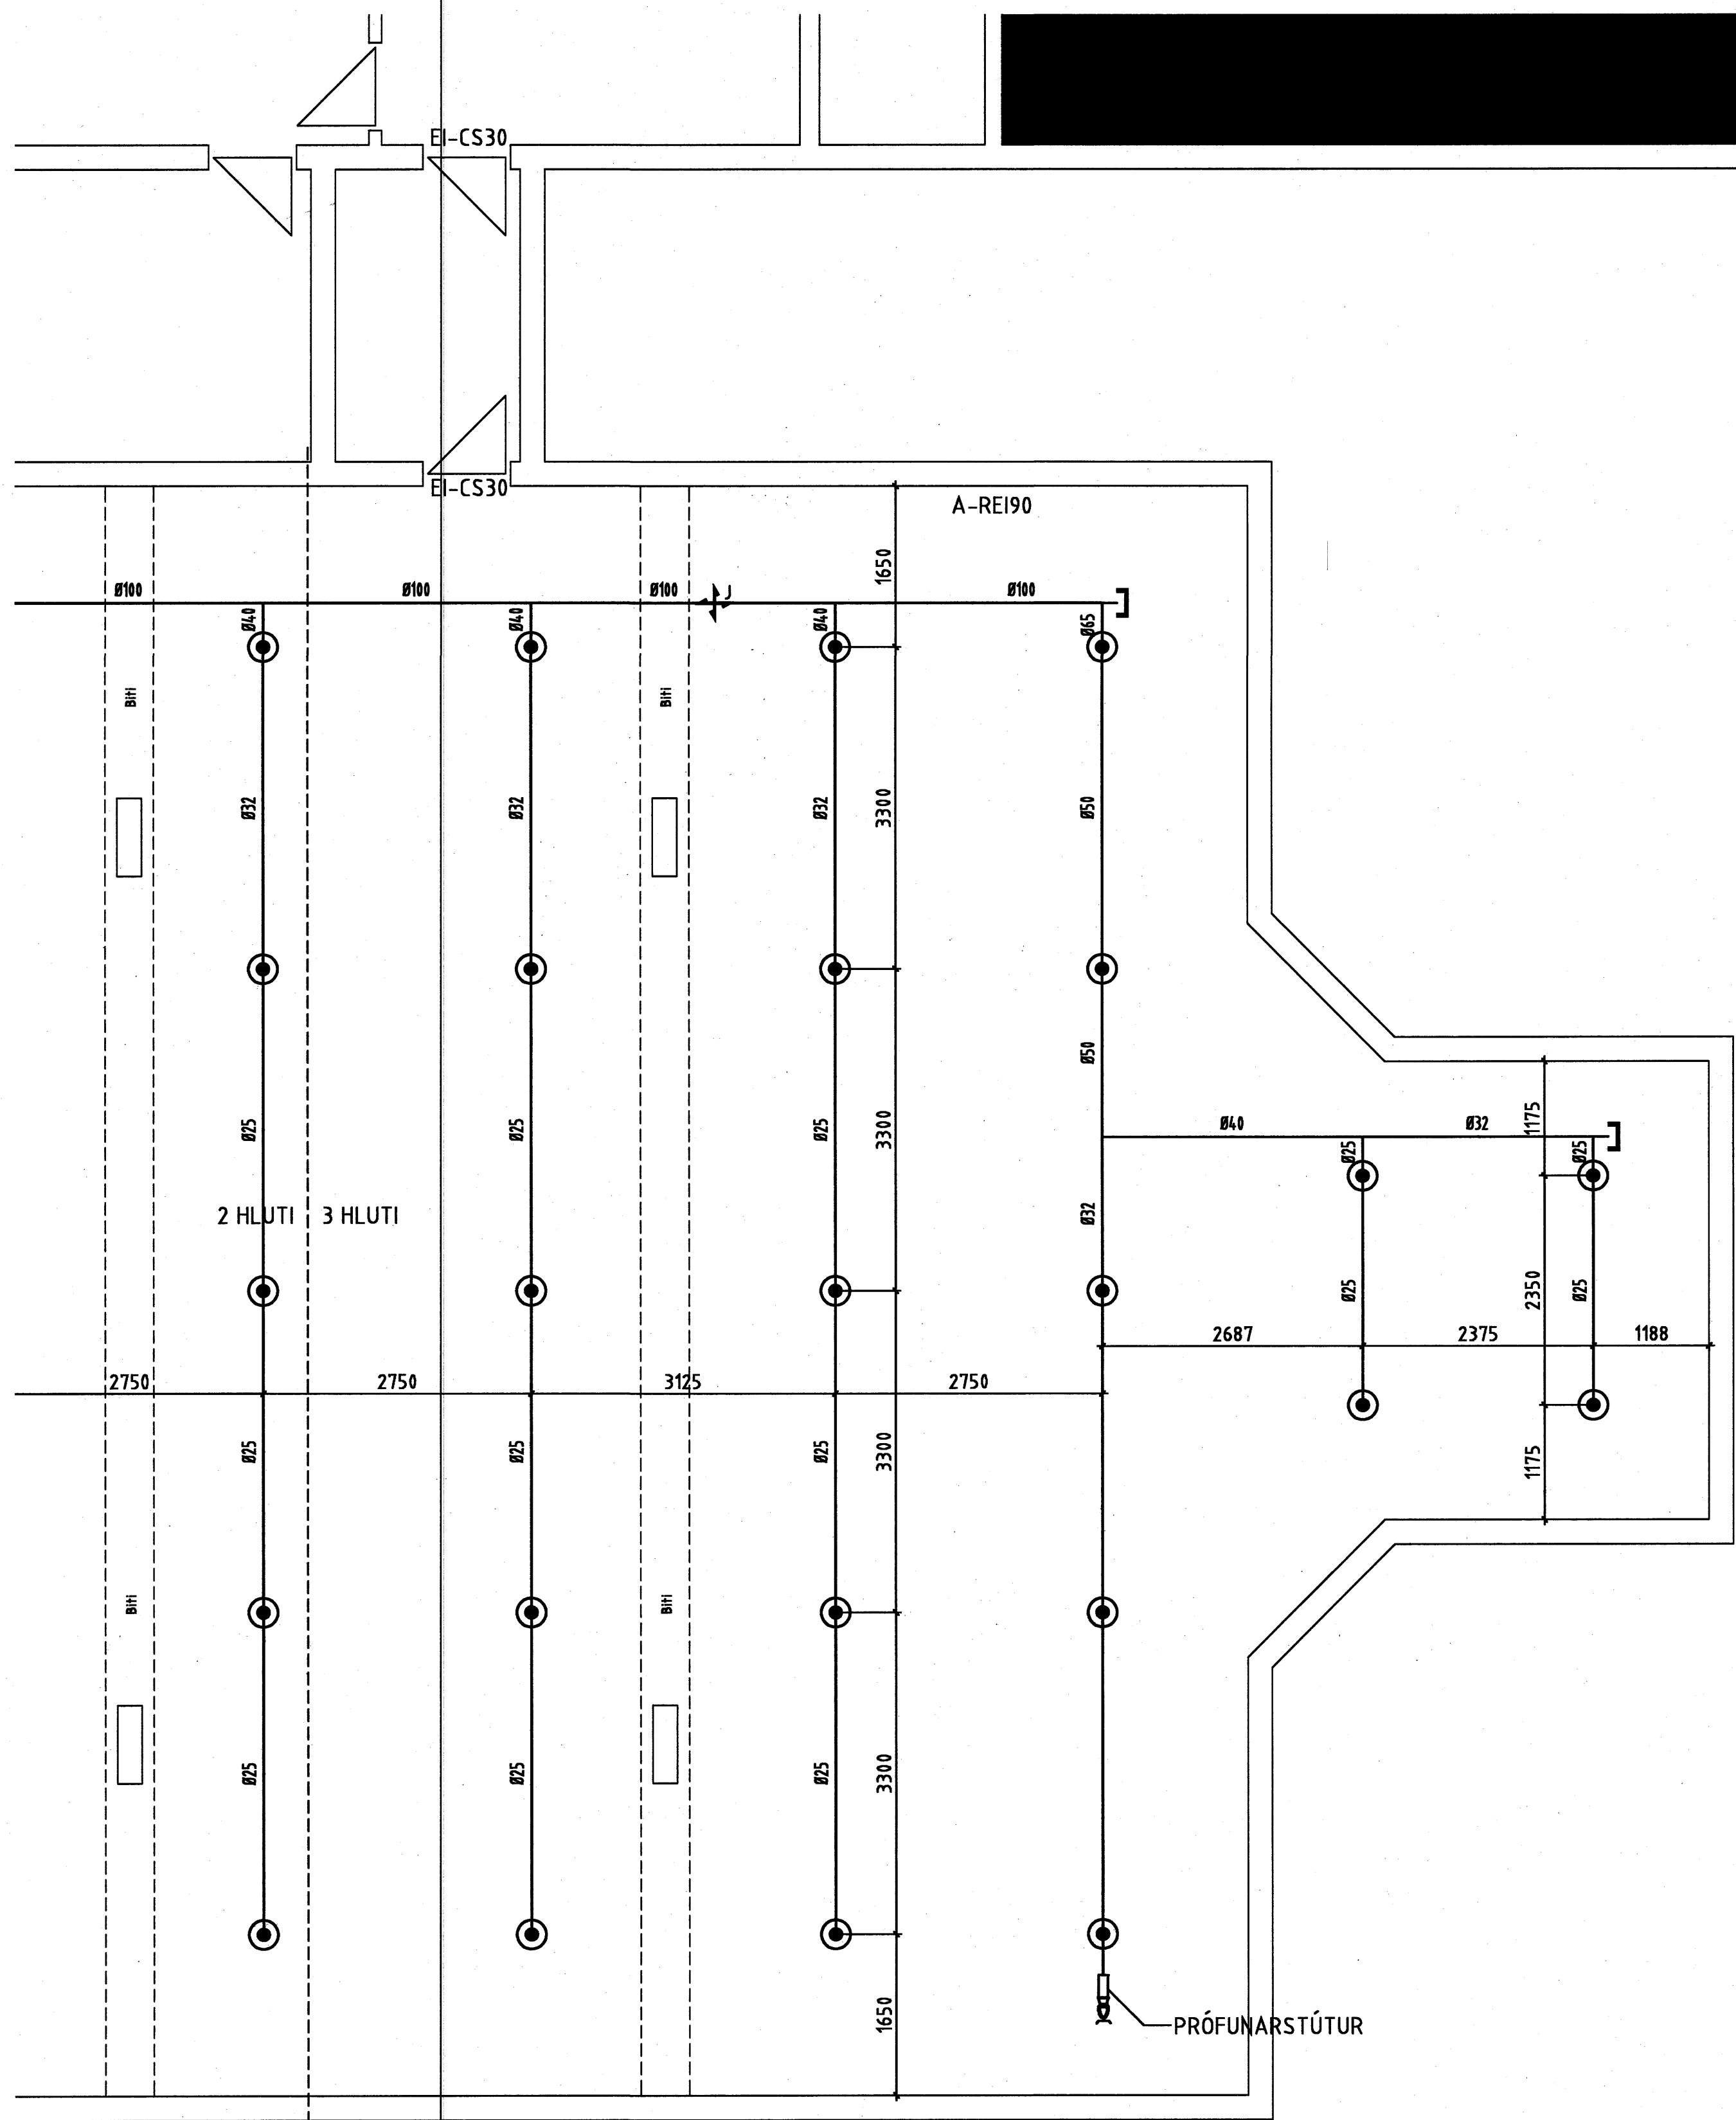 EI-CS30
EI-CS30
A-REI90
1650
Ø100
Ø100
Ø100
J
Ø100
Ø40
Ø40
Ø40
Ø65
Biti
Biti
Ø32
Ø32
Ø32
3300
Ø50
Ø50
Ø25
Ø25
Ø25
3300
Ø40
Ø32
1175
Ø25
Ø25
2 HLUTI
3 HLUTI
Ø32
Ø25
2350
Ø25
2687
2375
1188
2750
2750
3125
2750
Ø25
Ø25
Ø25
3300
1175
Biti
Biti
Ø25
Ø25
Ø25
3300
1650
PRÓFUNARSTÚTUR